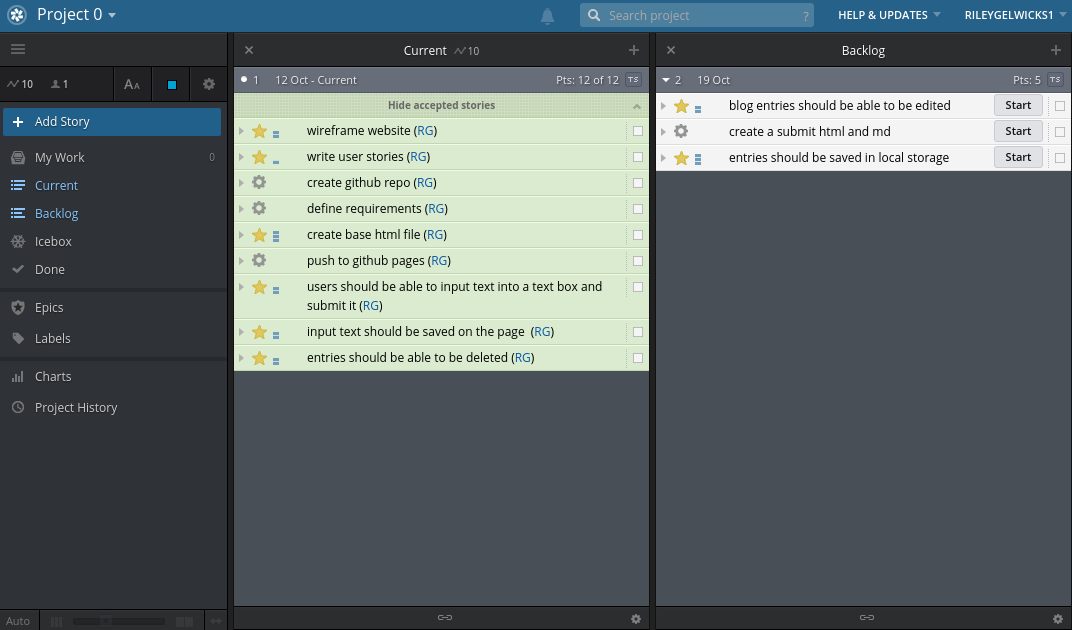 Project 0
Search project
?
HELP & UPDATES
RILEYGELWICKS1
10
1
AA
Add Story
My Work
0
Current
Backlog
Icebox
Done
Epics
Labels
Charts
Project History
Auto
Current
10
1
12 Oct - Current
Pts: 12 of 12
TS
Hide accepted stories
wireframe website (RG)
write user stories (RG)
create github repo (RG)
define requirements (RG)
create base html file (RG)
push to github pages (RG)
users should be able to input text into a text box and
submit it (RG)
input text should be saved on the page (RG)
entries should be able to be deleted (RG)
Backlog
2
19 Oct
Pts: 5
TS
blog entries should be able to be edited
Start
create a submit html and md
Start
entries should be saved in local storage
Start